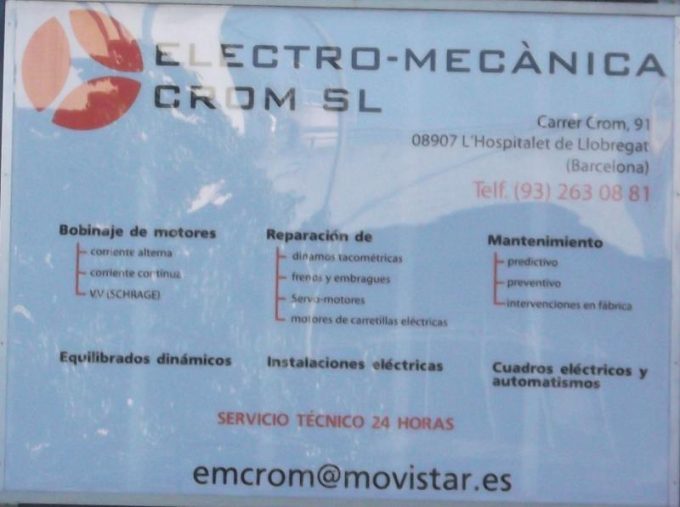 ELECTRO-MECÀNICA
CROM SL
Carrer Crom, 91
08907 L'Hospitalet de Llobregat
(Barcelona)
Telf. (93) 263 08 81
Bobinaje de motores
corriente alterna
corriente continua
V.V (SCHRAGE)
Reparación de
dinamos tacométricas
frenos y embragues
Servo-motores
motores de carretillas eléctricas
Mantenimiento
predictivo
preventivo
intervenciones en fábrica
Equilibrados dinámicos
Instalaciones eléctricas
Cuadros eléctricos y
automatismos
SERVICIO TÉCNICO 24 HORAS
emcrom@movistar.es